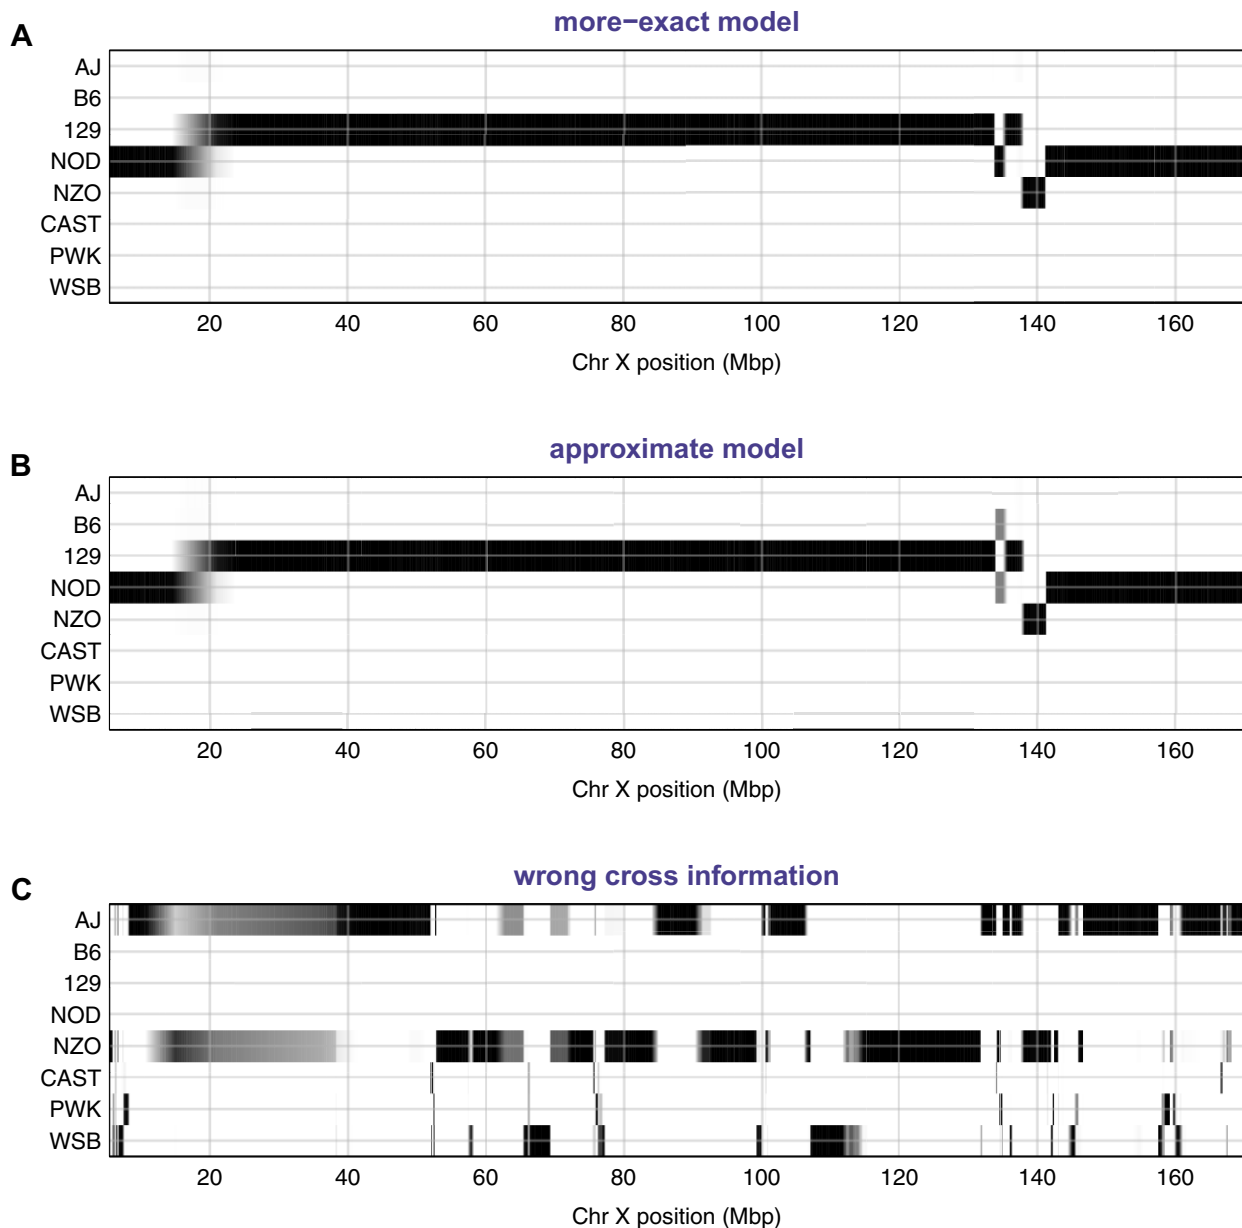 A
more−exact model
AJ
B6
129
NOD
NZO
CAST
PWK
WSB
20 40 60 80 100 120 140 160
Chr X position (Mbp)
B
approximate model
AJ
B6
129
NOD
NZO
CAST
PWK
WSB
20 40 60 80 100 120 140 160
Chr X position (Mbp)
C
wrong cross information
AJ
B6
129
NOD
NZO
CAST
PWK
WSB
20 40 60 80 100 120 140 160
Chr X position (Mbp)